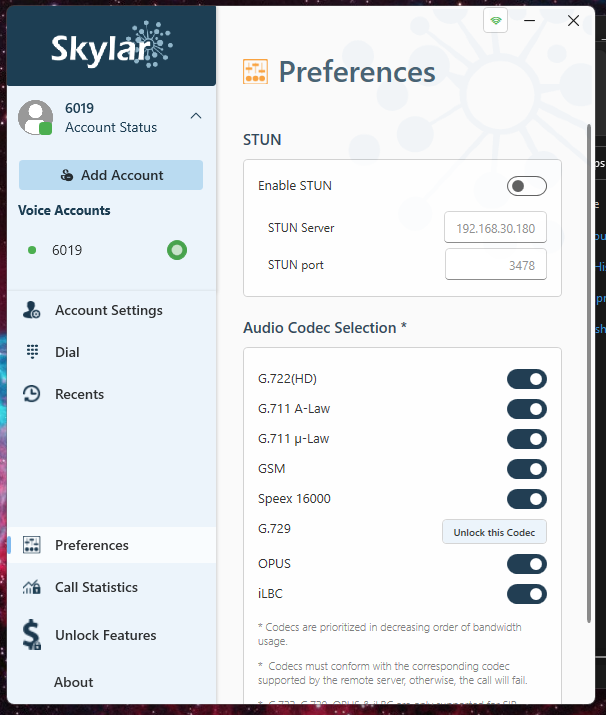 Skylar
6019
Account Status
Add Account
Voice Accounts
6019
Account Settings
Dial
Recents
Preferences
Call Statistics
Unlock Features
About
Preferences
STUN
Enable STUN
STUN Server 192.168.30.180
STUN port 3478
Audio Codec Selection *
G.722(HD)
G.711 A-Law
G.711 µ-Law
GSM
Speex 16000
G.729 Unlock this Codec
OPUS
iLBC
* Codecs are prioritized in decreasing order of bandwidth
usage.
* Codecs must conform with the corresponding codec
supported by the remote server, otherwise, the call will fail.